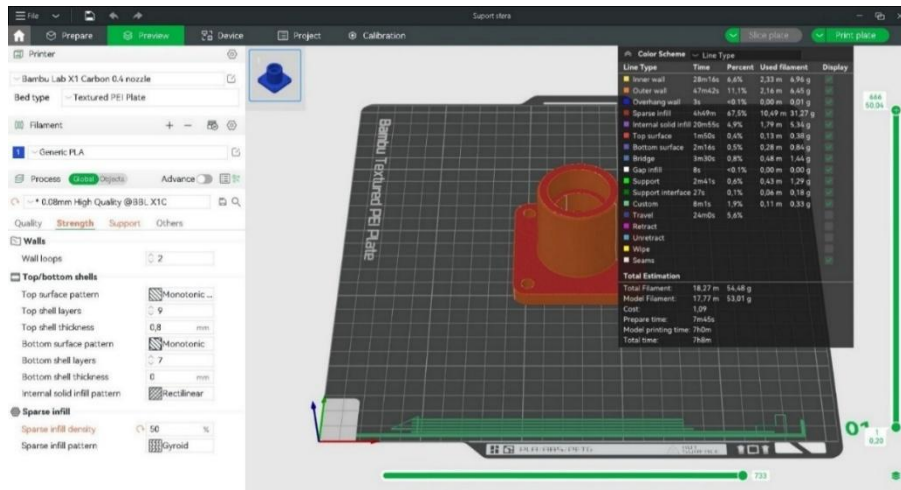 File
Suport sfera
Prepare
Preview
Device
Project
Calibration
Slice plate
Print plate
Printer
Bambu Lab X1 Carbon 0.4 nozzle
Bed type
Textured PEI Plate
Filament
1 Generic PLA
Process
Global
Objects
Advance
* 0.08mm High Quality @BBL X1C
Quality
Strength
Support
Others
Walls
Wall loops 2
Top/bottom shells
Top surface pattern Monotonic ...
Top shell layers 9
Top shell thickness 0,8 mm
Bottom surface pattern Monotonic
Bottom shell layers 7
Bottom shell thickness 0 mm
Internal solid infill pattern Rectilinear
Sparse infill
Sparse infill density 50 %
Sparse infill pattern Gyroid
Bambu Textured PEI Plate
Color Scheme Line Type
Line Type Time Percent Used filament Display
Inner wall 28m16s 6,6% 2,33 m 6,96 g
Outer wall 47m42s 11,1% 2,16 m 6,45 g
Overhang wall 3s <0.1% 0,00 m 0,01 g
Sparse infill 4h49m 67,5% 10,49 m 31,27 g
Internal solid infill 20m55s 4,9% 1,79 m 5,34 g
Top surface 1m50s 0,4% 0,13 m 0,38 g
Bottom surface 2m16s 0,5% 0,28 m 0,84 g
Bridge 3m30s 0,8% 0,48 m 1,44 g
Gap infill 8s <0.1% 0,00 m 0,00 g
Support 2m41s 0,6% 0,43 m 1,29 g
Support interface 27s 0,1% 0,06 m 0,18 g
Custom 8m1s 1,9% 0,11 m 0,33 g
Travel 24m0s 5,6%
Retract
Unretract
Wipe
Seams
Total Estimation
Total Filament: 18,27 m 54,48 g
Model Filament: 17,77 m 53,01 g
Cost: 1,09
Prepare time: 7m45s
Model printing time: 7h0m
Total time: 7h8m
666
50,04
01
1
0,20
733